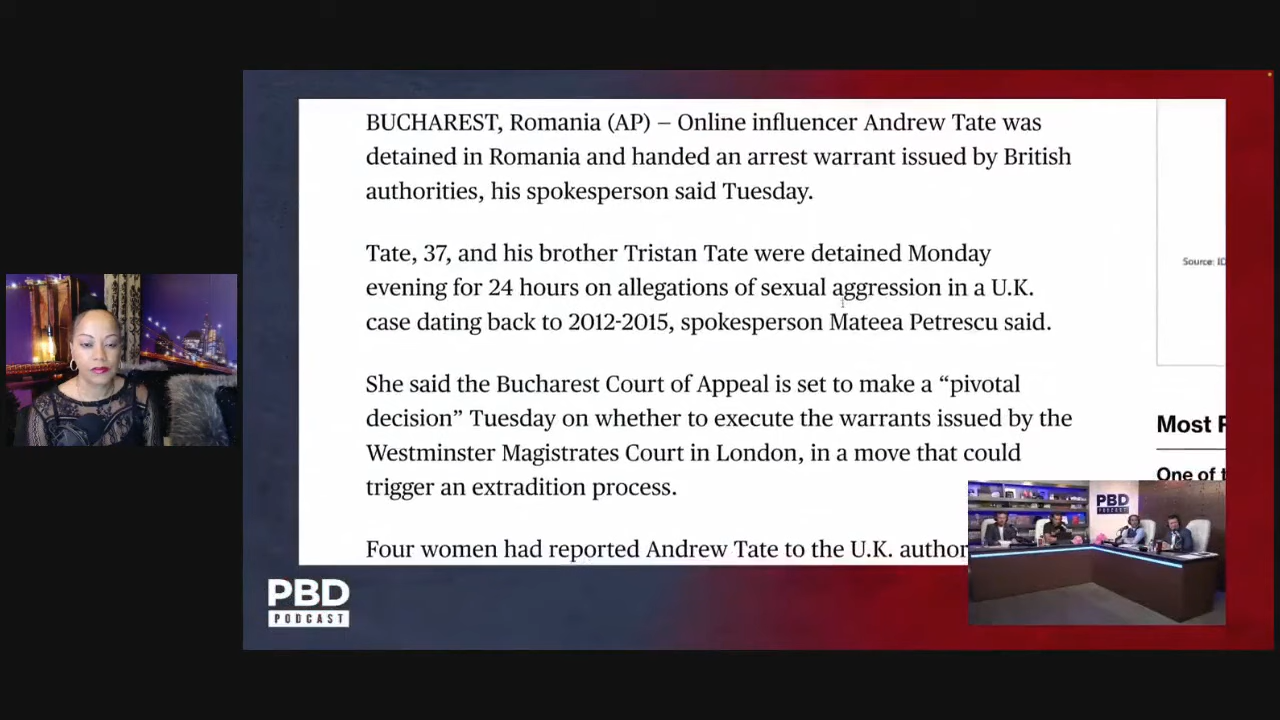 BUCHAREST, Romania (AP) — Online influencer Andrew Tate was
detained in Romania and handed an arrest warrant issued by British
authorities, his spokesperson said Tuesday.
Tate, 37, and his brother Tristan Tate were detained Monday
evening for 24 hours on allegations of sexual aggression in a U.K.
case dating back to 2012-2015, spokesperson Mateea Petrescu said.
She said the Bucharest Court of Appeal is set to make a “pivotal
decision” Tuesday on whether to execute the warrants issued by the
Westminster Magistrates Court in London, in a move that could
trigger an extradition process.
Four women had reported Andrew Tate to the U.K. author
Source: ID
Most
One of
PBD
PODCAST
PBD